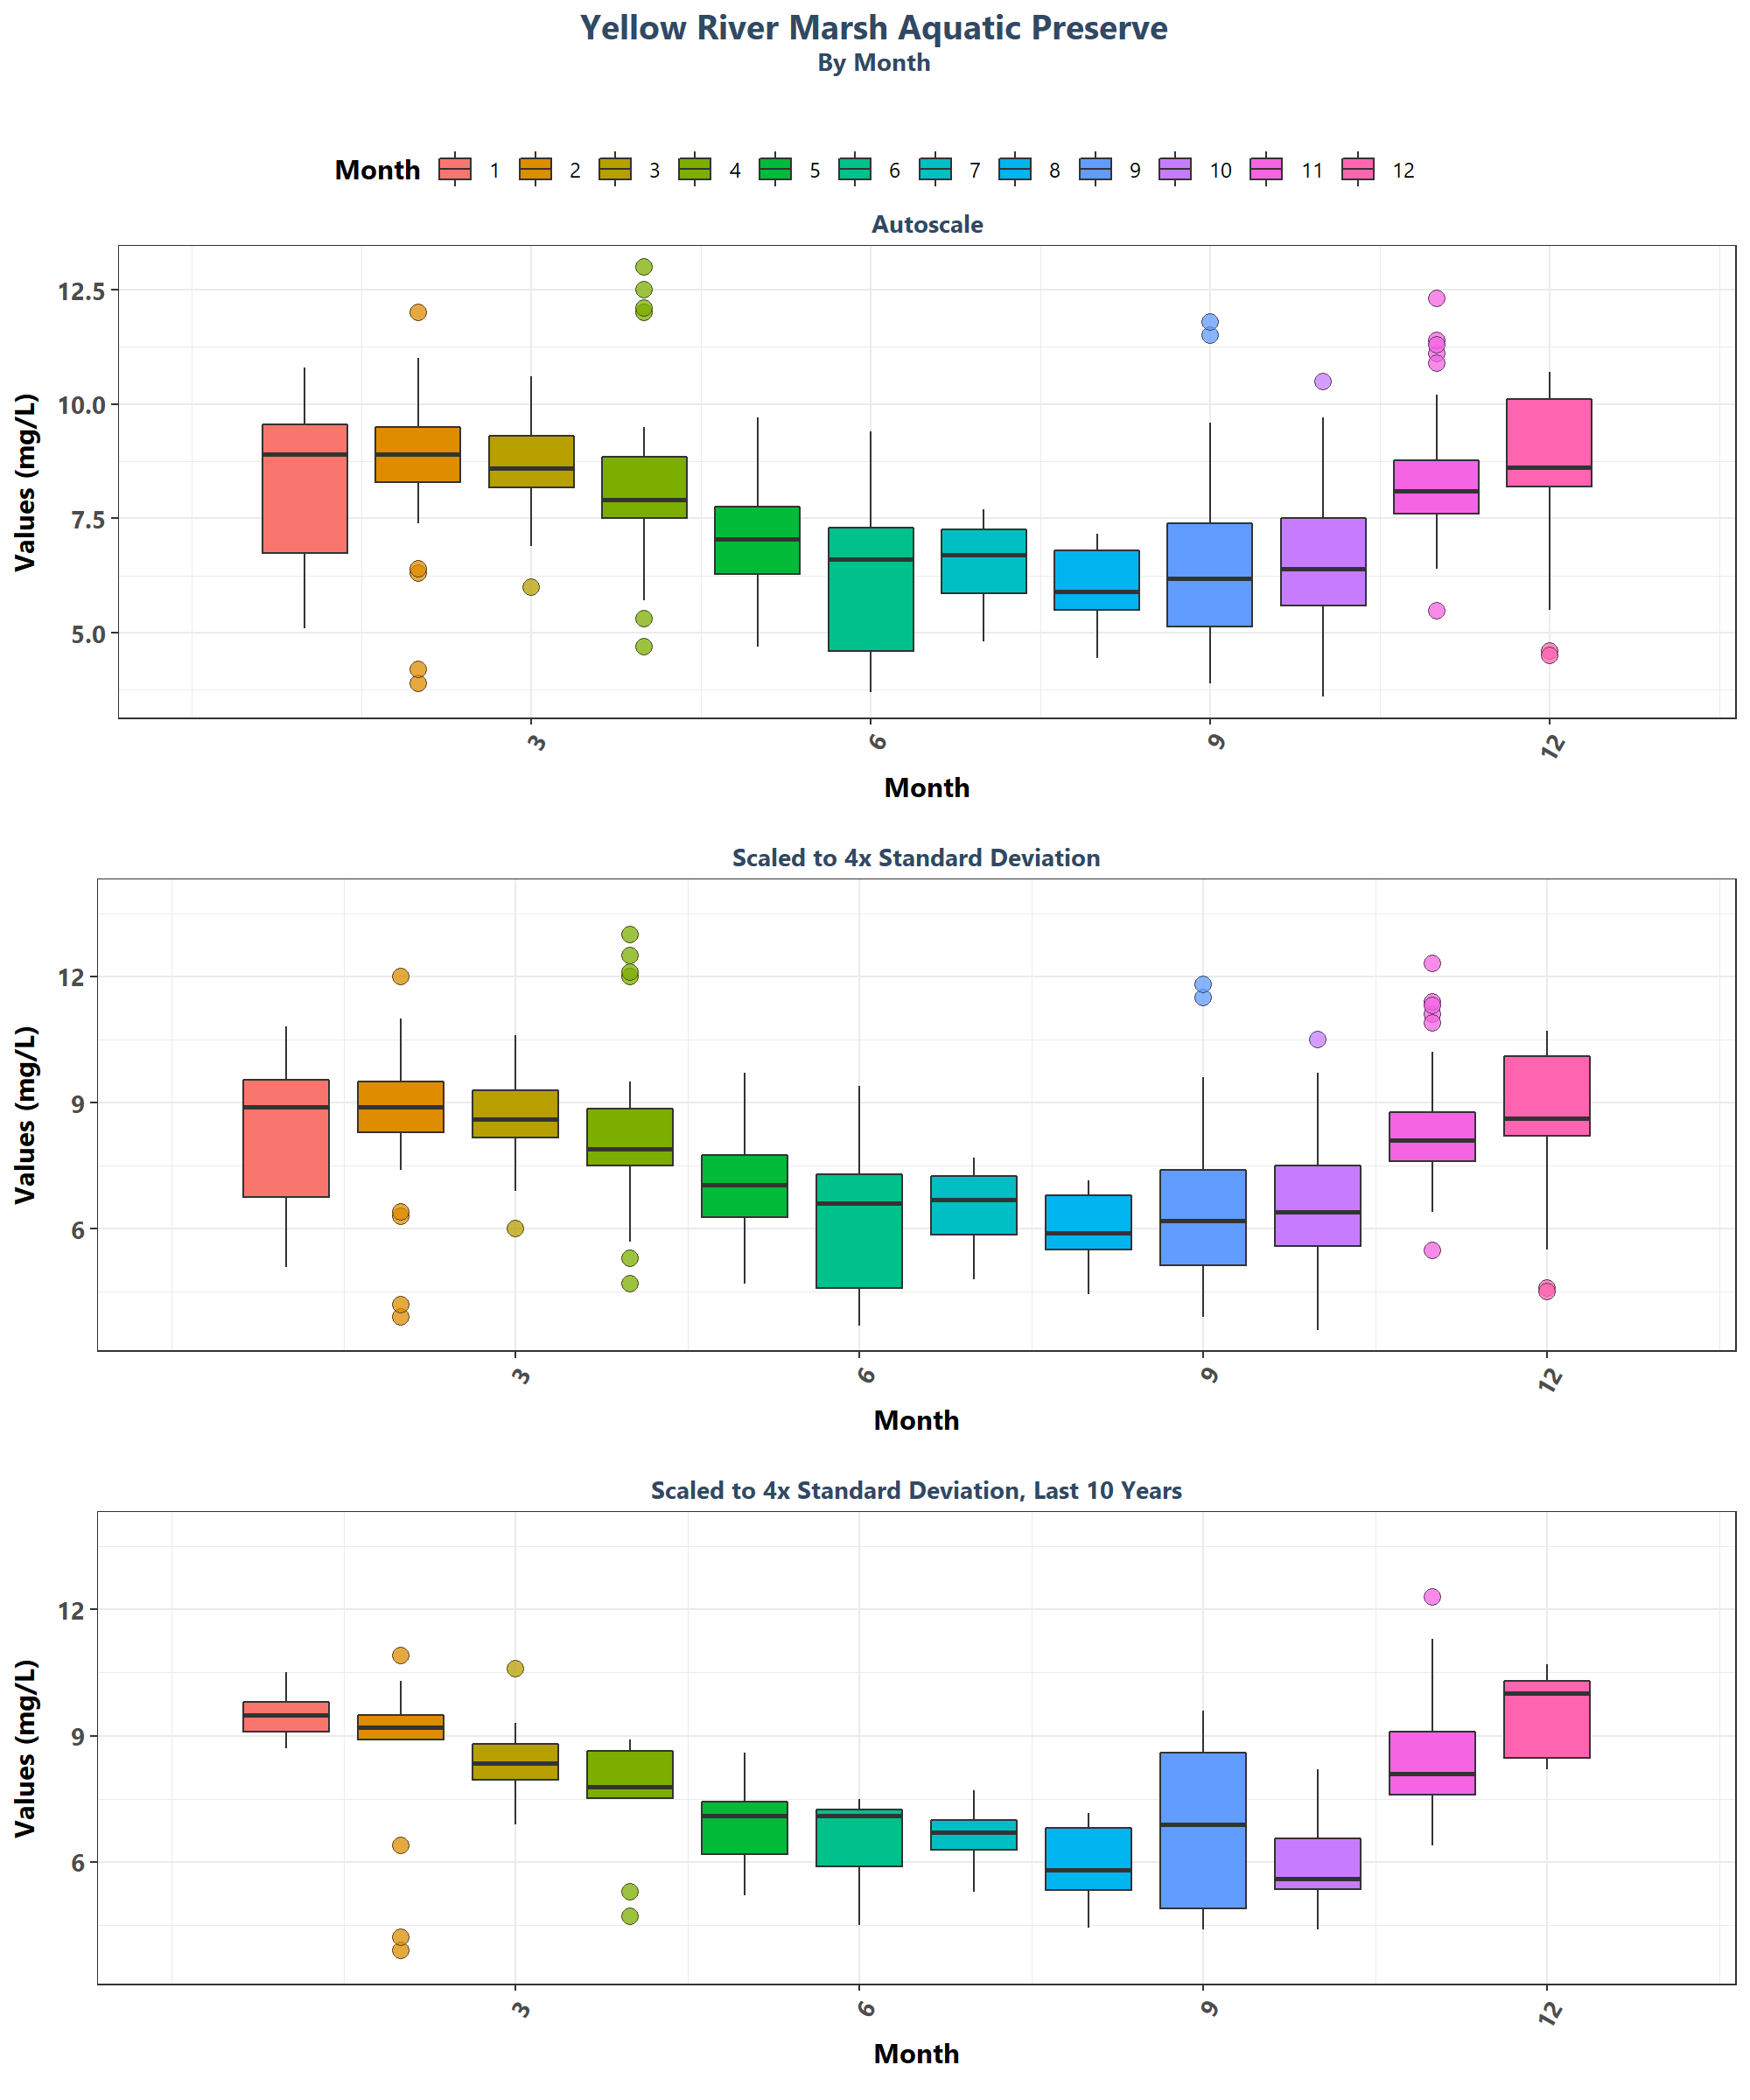 Yellow River Marsh Aquatic Preserve
By Month
Month 1 2 3 4 5 6 7 8 9 10 11 12
Autoscale
Values (mg/L)
12.5
10.0
7.5
5.0
3 6 9 12
Month
Scaled to 4x Standard Deviation
Values (mg/L)
12
9
6
3 6 9 12
Month
Scaled to 4x Standard Deviation, Last 10 Years
Values (mg/L)
12
9
6
3 6 9 12
Month